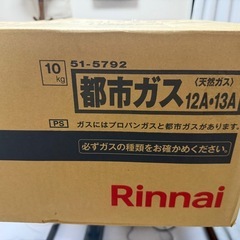 10
kg
51-5792
都市ガス
(天然ガス)
12A・13A
PS
ガスにはプロパンガスと都市ガスがあります。
必ずガスの種類をお確かめください。
Rinnai